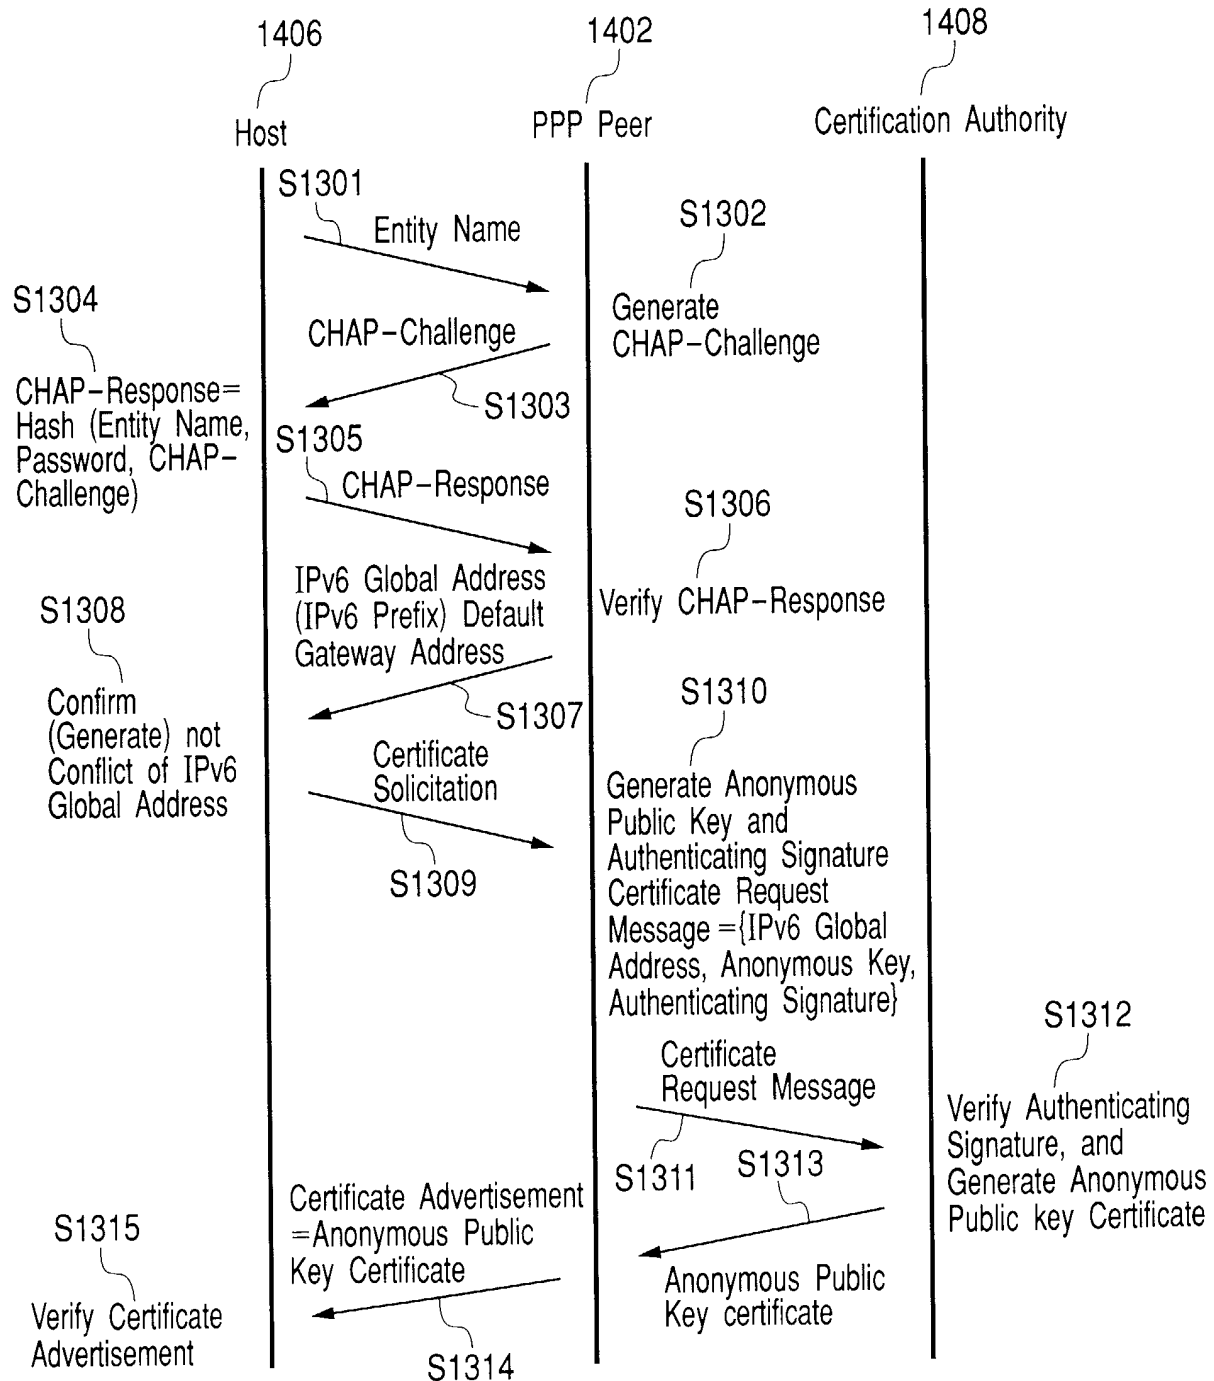 1406
1402
1408
Host
PPP Peer
Certification Authority
S1301
Entity Name
S1302
Generate
CHAP-Challenge
S1304
CHAP-Challenge
S1303
CHAP-Response=
Hash (Entity Name,
Password, CHAP-
Challenge)
S1305
CHAP-Response
S1306
Verify CHAP-Response
IPv6 Global Address
(IPv6 Prefix) Default
Gateway Address
S1307
S1308
Confirm
(Generate) not
Conflict of IPv6
Global Address
Certificate
Solicitation
S1309
S1310
Generate Anonymous
Public Key and
Authenticating Signature
Certificate Request
Message={IPv6 Global
Address, Anonymous Key,
Authenticating Signature}
Certificate
Request Message
S1311
S1312
Verify Authenticating
Signature, and
Generate Anonymous
Public key Certificate
S1313
Anonymous Public
Key certificate
Certificate Advertisement
=Anonymous Public
Key Certificate
S1314
S1315
Verify Certificate
Advertisement